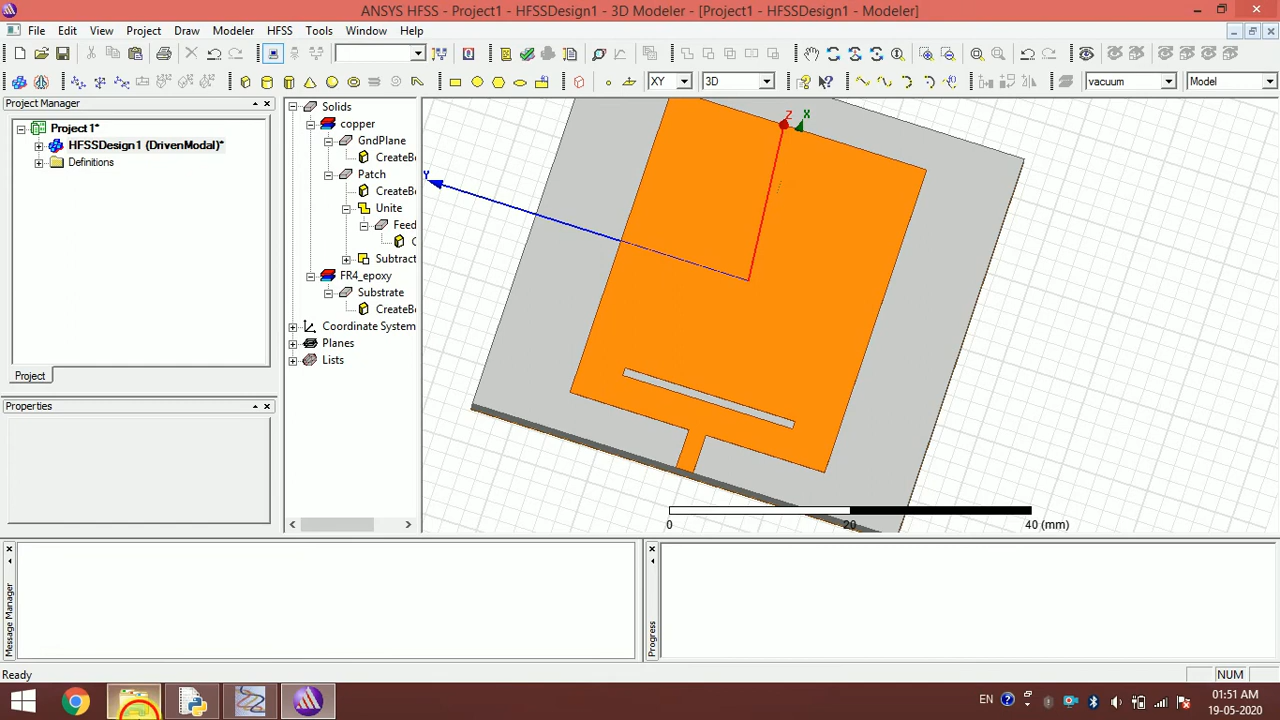 ANSYS HFSS - Project1 - HFSSDesign1 - 3D Modeler - [Project1 - HFSSDesign1 - Modeler]
File Edit View Project Draw Modeler HFSS Tools Window Help
XY 3D vacuum Model
Project Manager
Project1*
HFSSDesign1 (DrivenModal)*
Definitions
Project
Properties
Solids
copper
GndPlane
CreateB
Patch
CreateB
Unite
Feed
Subtract
FR4_epoxy
Substrate
CreateB
Coordinate System
Planes
Lists
Z X
Y
0 20 40 (mm)
Message Manager
Progress
Ready
NUM
EN
01:51 AM
19-05-2020